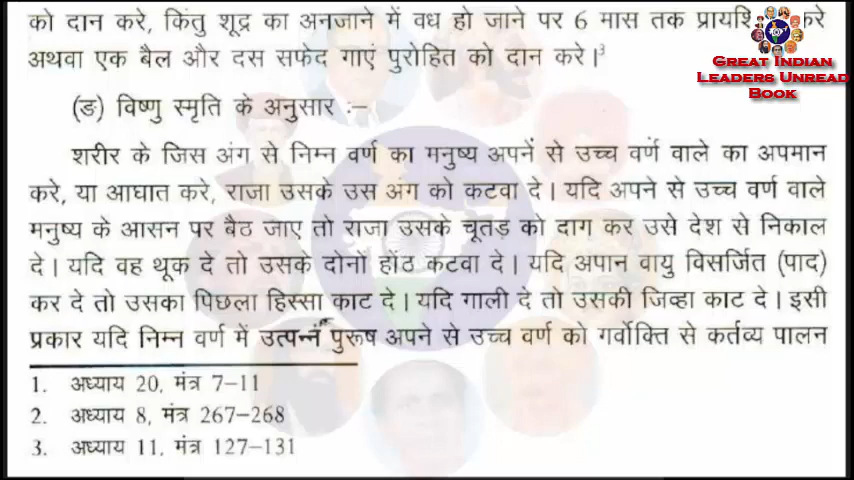 को दान करे, किंतु शूद्र का अनजाने में वध हो जाने पर 6 मास तक प्रायश्चि करे
अथवा एक बैल और दस सफेद गाएं पुरोहित को दान करे।³
Great Indian
Leaders Unread
Book
(ङ) विष्णु स्मृति के अनुसार :–
शरीर के जिस अंग से निम्न वर्ण का मनुष्य अपनें से उच्च वर्ण वाले का अपमान
करे, या आघात करे, राजा उसके उस अंग को कटवा दे। यदि अपने से उच्च वर्ण वाले
मनुष्य के आसन पर बैठ जाए तो राजा उसके चूतड़ को दाग कर उसे देश से निकाल
दे। यदि वह थूक दे तो उसके दोनों होंठ कटवा दे। यदि अपान वायु विसर्जित (पाद)
कर दे तो उसका पिछला हिस्सा काट दे। यदि गाली दे तो उसकी जिव्हा काट दे। इसी
प्रकार यदि निम्न वर्ण में उत्पन्न पुरूष अपने से उच्च वर्ण को गर्वोक्ति से कर्तव्य पालन
1. अध्याय 20, मंत्र 7–11
2. अध्याय 8, मंत्र 267–268
3. अध्याय 11, मंत्र 127–131